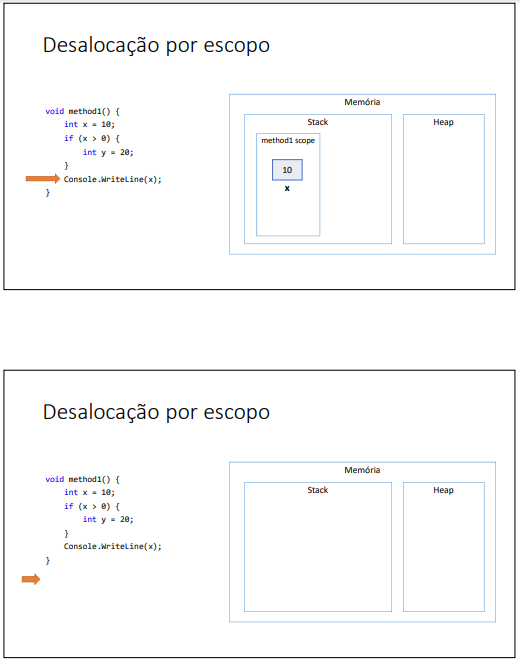 Desalocação por escopo
void method1() {
int x = 10;
if (x > 0) {
int y = 20;
}
Console.WriteLine(x);
}
Memória
Stack
Heap
method1 scope
10
x
Desalocação por escopo
void method1() {
int x = 10;
if (x > 0) {
int y = 20;
}
Console.WriteLine(x);
}
Memória
Stack
Heap